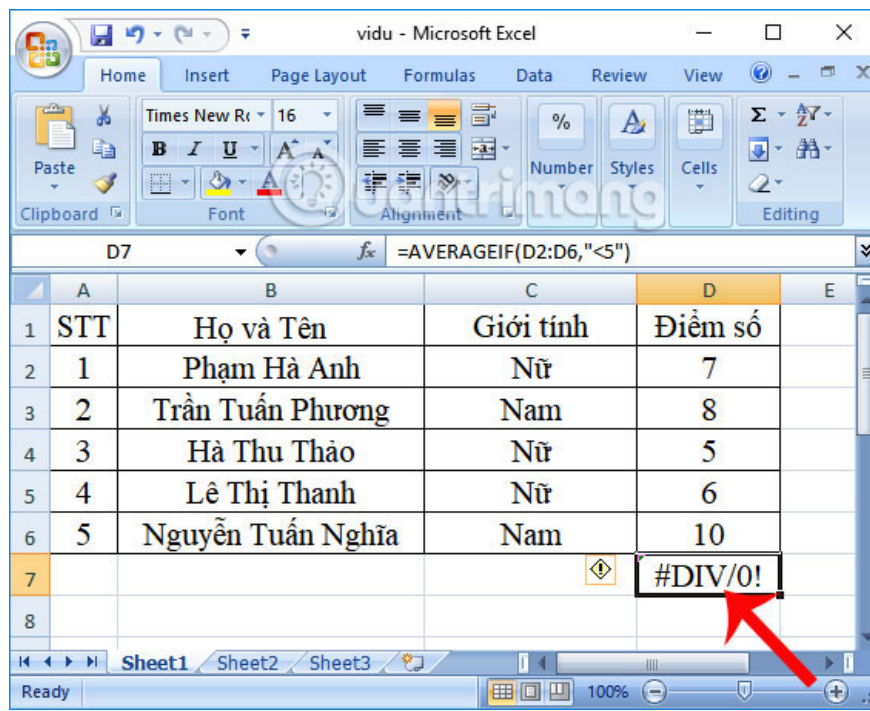 vidu - Microsoft Excel
Home Insert Page Layout Formulas Data Review View
Times New Ro 16 Σ A Z
Paste B I U A A % Number Styles Cells
Clipboard Font Alignment Editing
Quantrimang
D7 fx =AVERAGEIF(D2:D6,"<5")
A B C D E
1 STT Họ và Tên Giới tính Điểm số
2 1 Phạm Hà Anh Nữ 7
3 2 Trần Tuấn Phương Nam 8
4 3 Hà Thu Thảo Nữ 5
5 4 Lê Thị Thanh Nữ 6
6 5 Nguyễn Tuấn Nghĩa Nam 10
7 #DIV/0!
8
Sheet1 Sheet2 Sheet3
Ready 100%